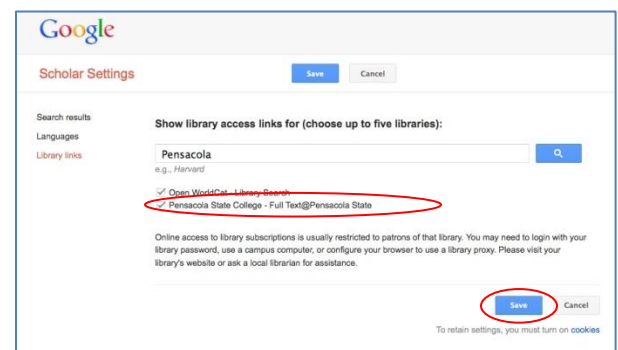 Google
Scholar Settings
Save Cancel
Search results
Languages
Library links
Show library access links for (choose up to five libraries):
Pensacola
e.g., Harvard
Open WorldCat - Library Search
Pensacola State College - Full Text@Pensacola State
Online access to library subscriptions is usually restricted to patrons of that library. You may need to login with your
library password, use a campus computer, or configure your browser to use a library proxy. Please visit your
library's website or ask a local librarian for assistance.
Save Cancel
To retain settings, you must turn on cookies